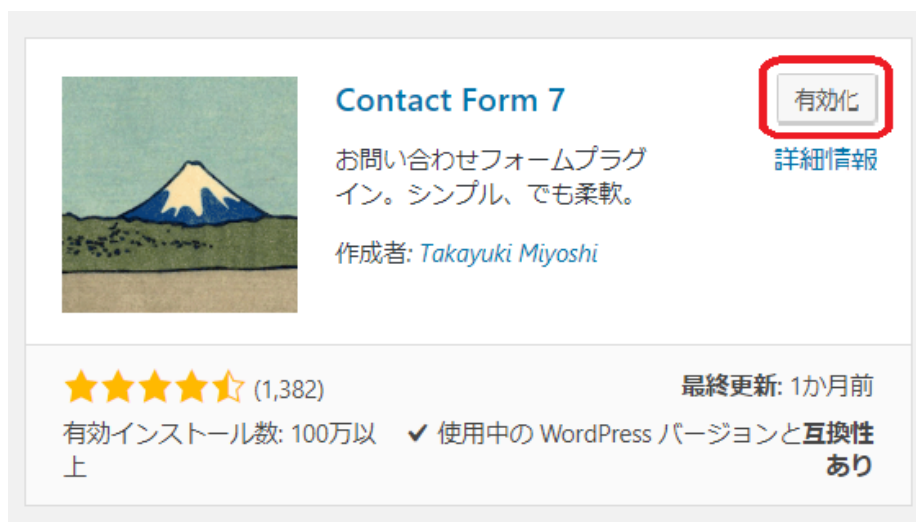 Contact Form 7
有効化
お問い合わせフォームプラグ
イン。シンプル、でも柔軟。
詳細情報
作成者: Takayuki Miyoshi
(1,382)
最終更新: 1か月前
有効インストール数: 100万以
上
✔ 使用中の WordPress バージョンと互換性
あり